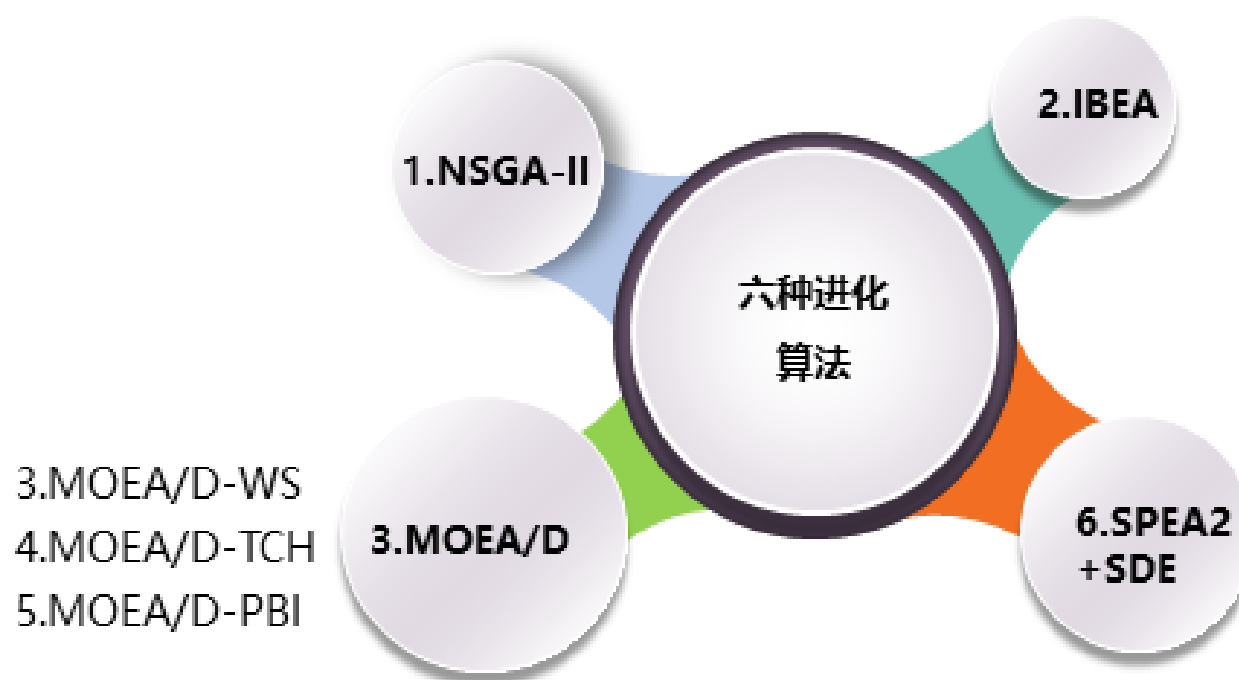 1.NSGA-II
2.IBEA
六种进化
算法
3.MOEA/D-WS
4.MOEA/D-TCH
5.MOEA/D-PBI
3.MOEA/D
6.SPEA2
+SDE